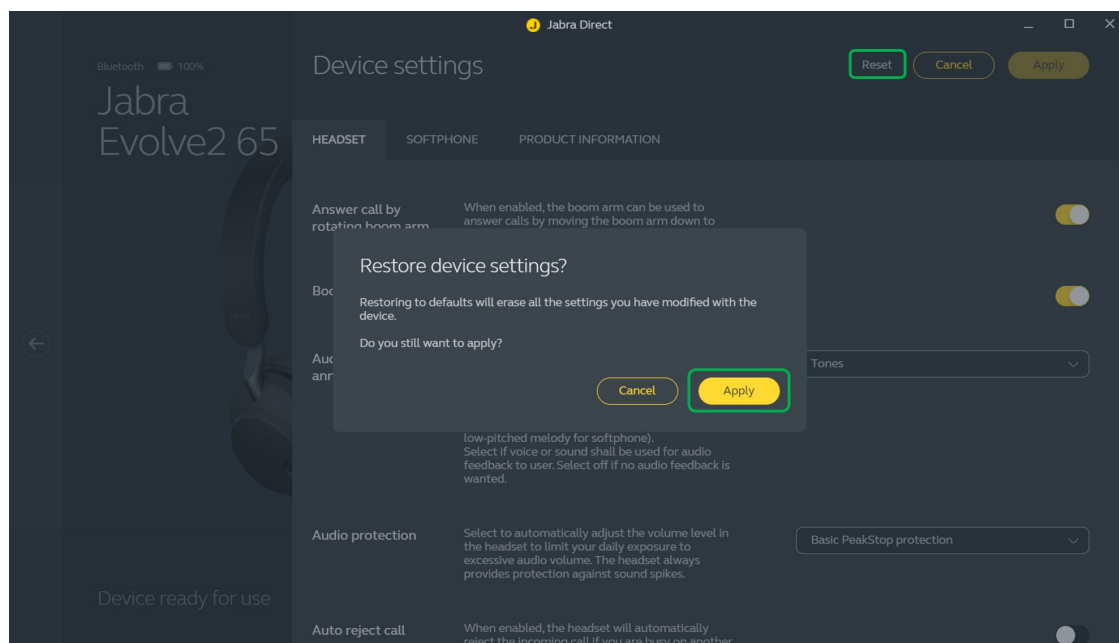 Jabra Direct
Bluetooth 100%
Device settings
Reset
Cancel
Apply
Jabra
Evolve2 65
HEADSET
SOFTPHONE
PRODUCT INFORMATION
Answer call by
rotating boom arm
When enabled, the boom arm can be used to
answer calls by moving the boom arm down to
Restore device settings?
Restoring to defaults will erase all the settings you have modified with the
device.
Do you still want to apply?
Cancel
Apply
Tones
low-pitched melody for softphone).
Select if voice or sound shall be used for audio
feedback to user. Select off if no audio feedback is
wanted.
Audio protection
Select to automatically adjust the volume level in
the headset to limit your daily exposure to
excessive audio volume. The headset always
provides protection against sound spikes.
Basic PeakStop protection
Device ready for use
Auto reject call
When enabled, the headset will automatically
reject the incoming call if you are busy on another